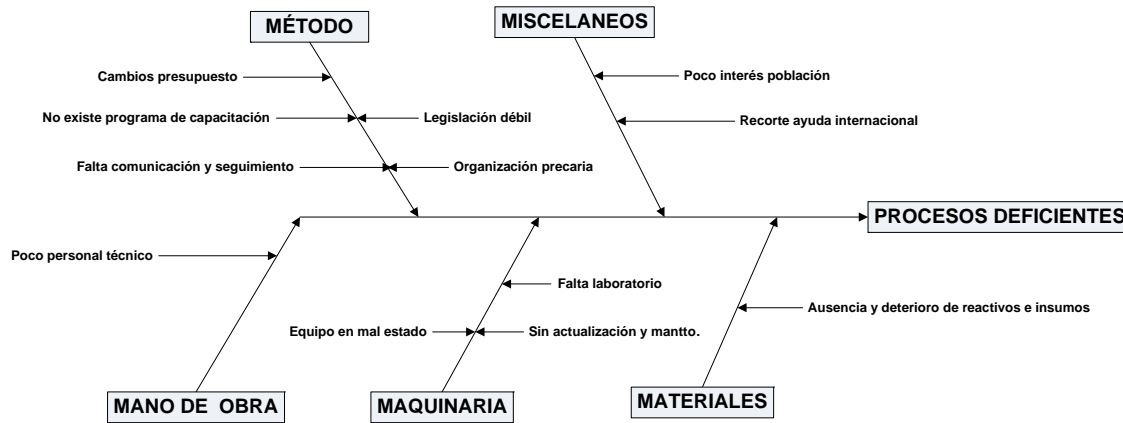 MÉTODO
MISCELANEOS
Cambios presupuesto
Poco interés población
No existe programa de capacitación
Legislación débil
Recorte ayuda internacional
Falta comunicación y seguimiento
Organización precaria
PROCESOS DEFICIENTES
Poco personal técnico
Falta laboratorio
Ausencia y deterioro de reactivos e insumos
Equipo en mal estado
Sin actualización y mantto.
MANO DE OBRA
MAQUINARIA
MATERIALES